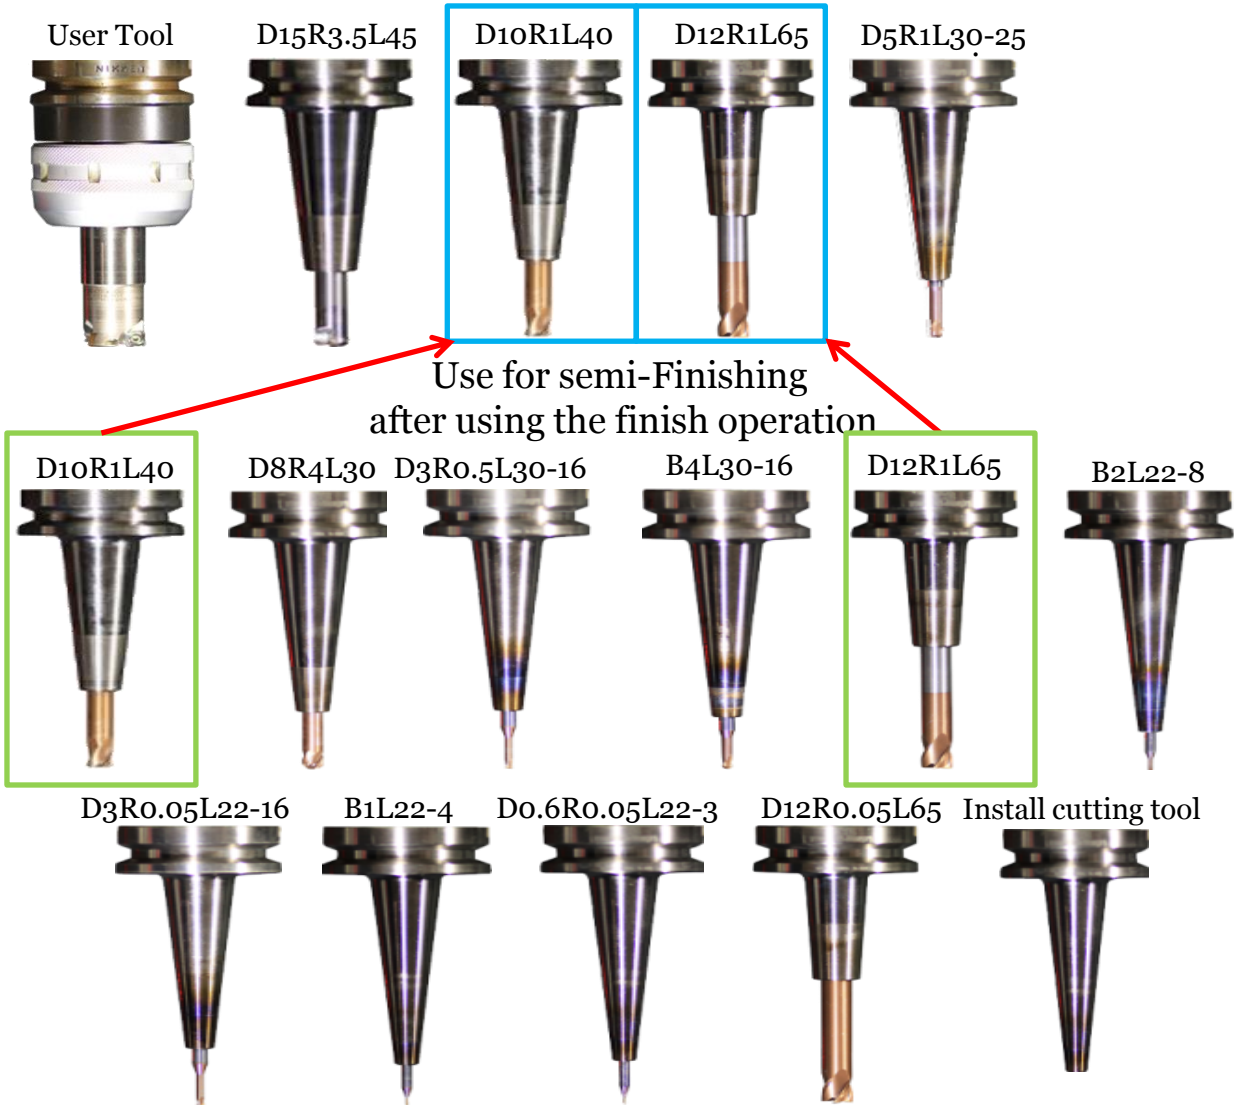 User Tool
D15R3.5L45
D10R1L40
D12R1L65
D5R1L30-25
NIKKEN
Use for semi-Finishing
after using the finish operation
D10R1L40
D8R4L30
D3R0.5L30-16
B4L30-16
D12R1L65
B2L22-8
D3R0.05L22-16
B1L22-4
D0.6R0.05L22-3
D12R0.05L65
Install cutting tool